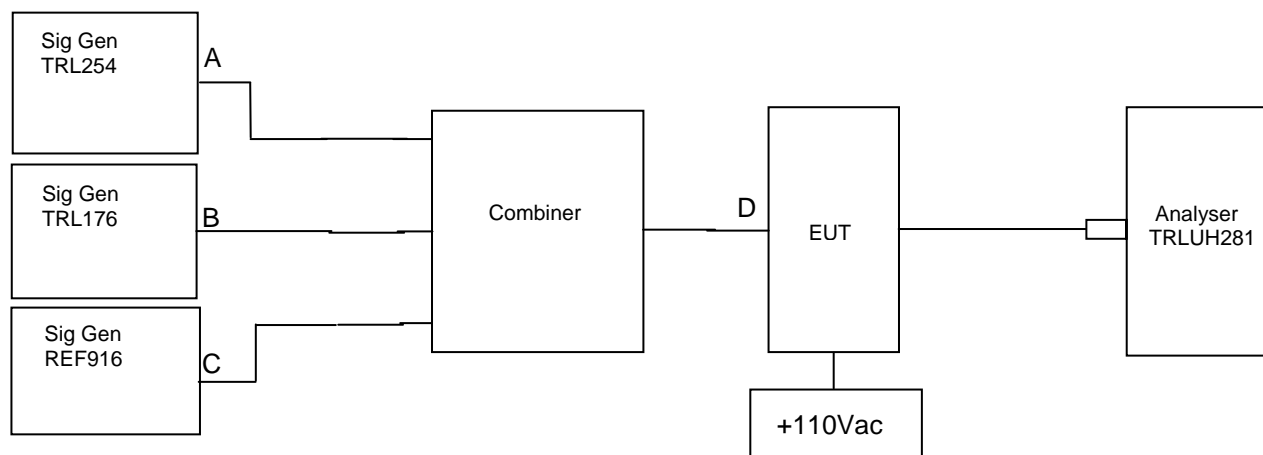 Sig Gen
TRL254
A
Sig Gen
TRL176
B
Sig Gen
REF916
C
Combiner
D
EUT
+110Vac
Analyser
TRLUH281